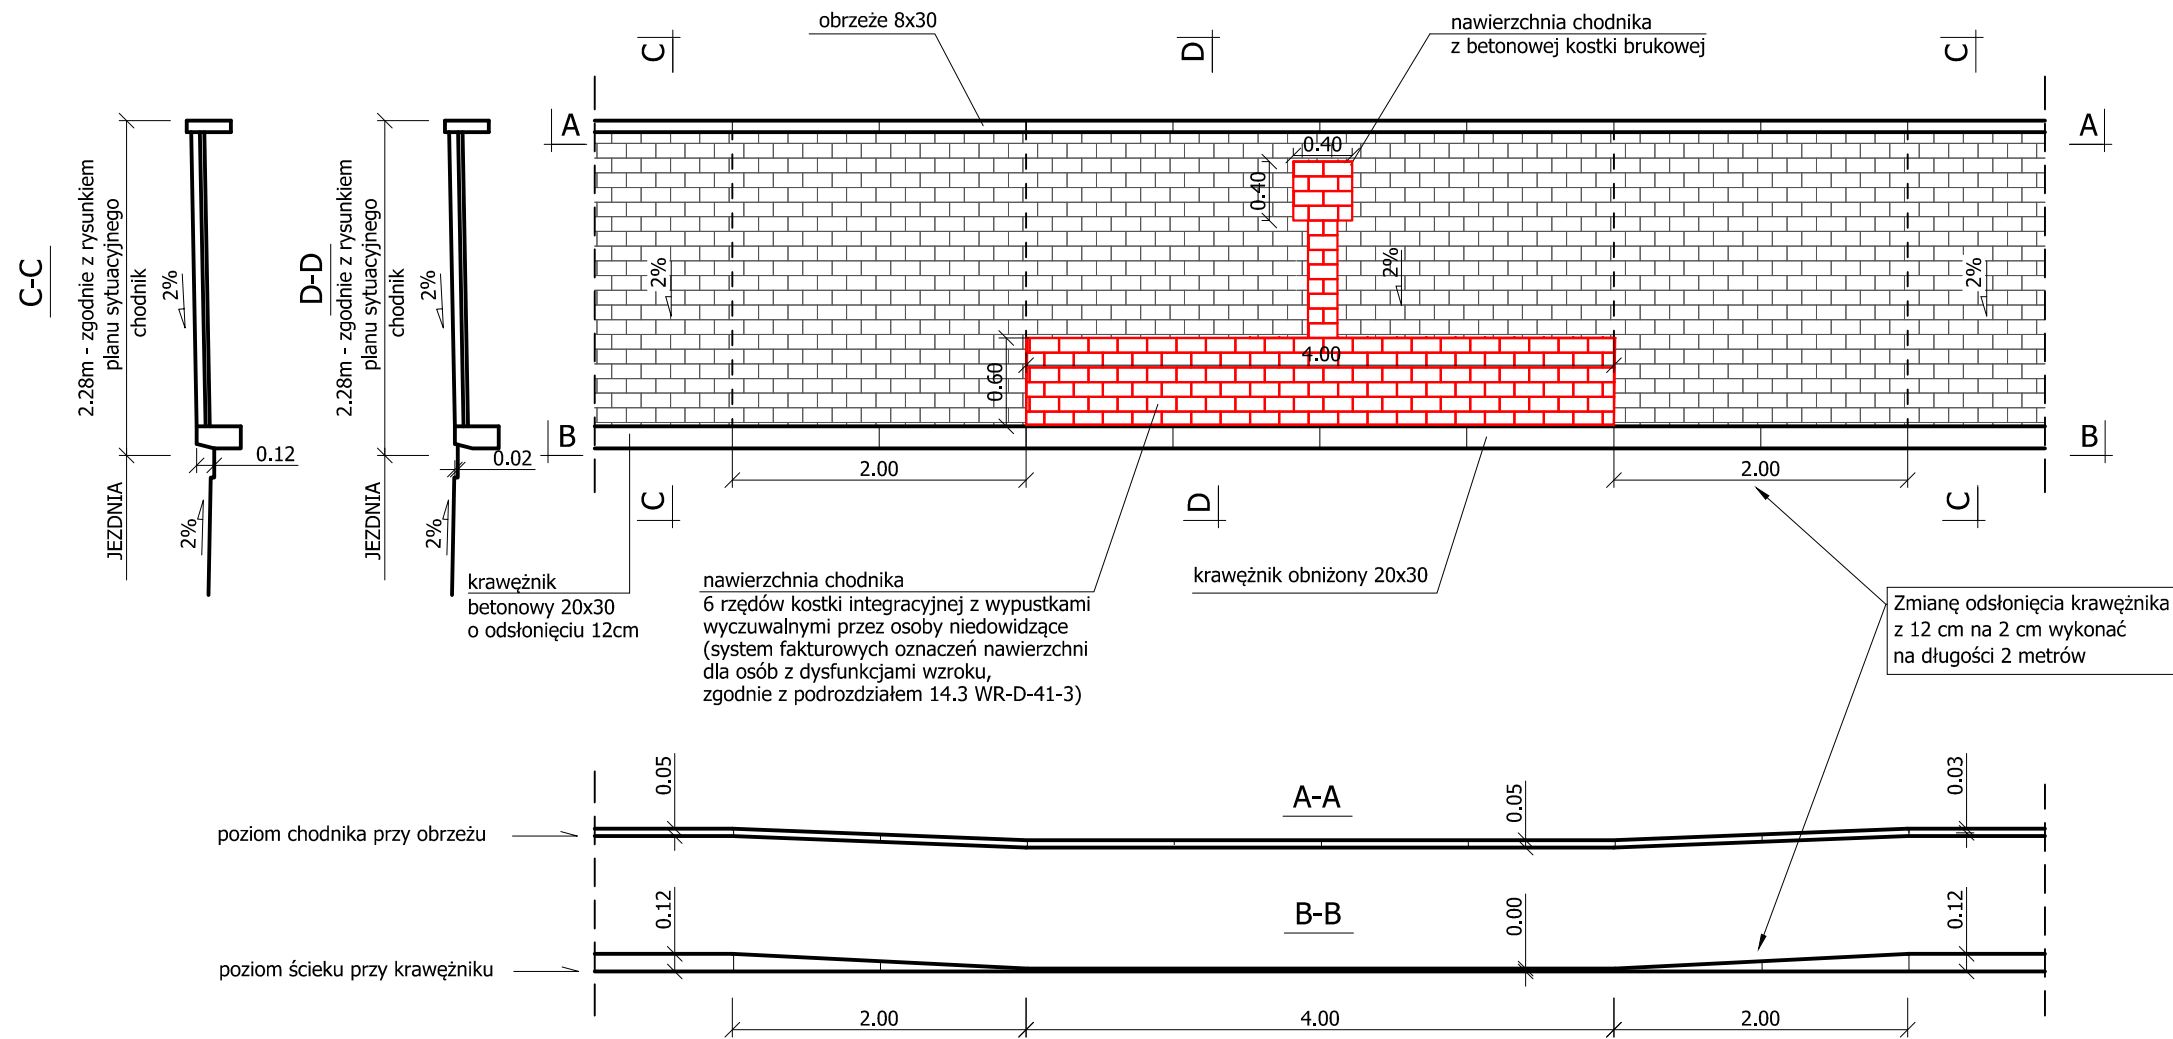 obrzeże 8x30
nawierzchnia chodnika
z betonowej kostki brukowej
C
D
C
A
A
0.40
0.40
C-C
2.28m - zgodnie z rysunkiem
planu sytuacyjnego
chodnik
2%
D-D
2.28m - zgodnie z rysunkiem
planu sytuacyjnego
chodnik
2%
2%
2%
2%
4.00
0.60
B
B
0.12
0.02
2.00
2.00
JEZDNIA
2%
JEZDNIA
2%
C
D
C
krawężnik
betonowy 20x30
o odsłonięciu 12cm
nawierzchnia chodnika
6 rzędów kostki integracyjnej z wypustkami
wyczuwalnymi przez osoby niedowidzące
(system fakturowych oznaczeń nawierzchni
dla osób z dysfunkcjami wzroku,
zgodnie z podrozdziałem 14.3 WR-D-41-3)
krawężnik obniżony 20x30
Zmianę odsłonięcia krawężnika
z 12 cm na 2 cm wykonać
na długości 2 metrów
0.05
A-A
0.05
0.03
poziom chodnika przy obrzeżu
0.12
B-B
0.00
0.12
poziom ścieku przy krawężniku
2.00
4.00
2.00